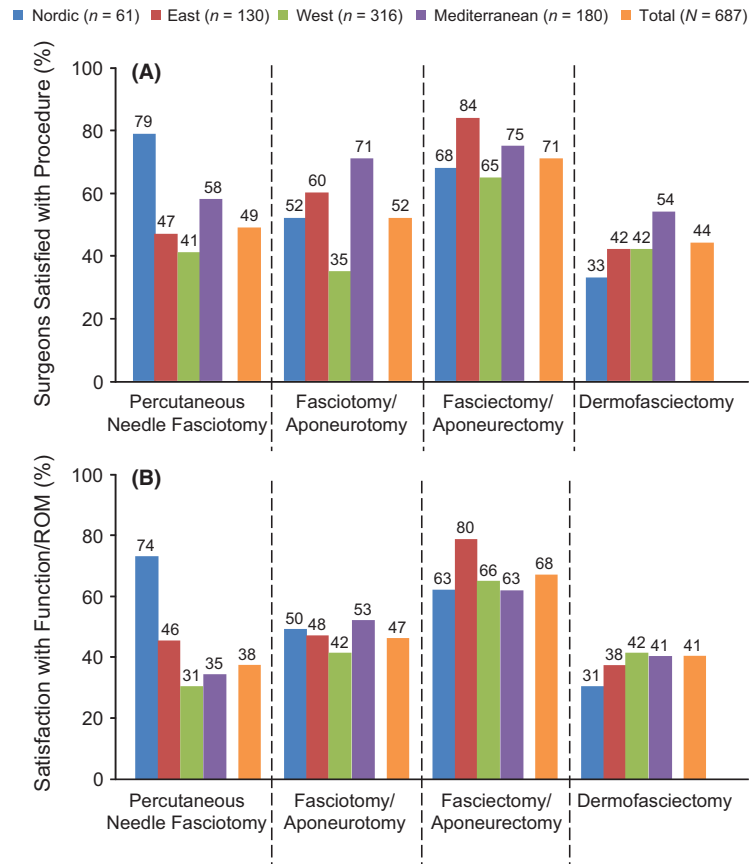 Nordic (n = 61) East (n = 130) West (n = 316) Mediterranean (n = 180) Total (N = 687)
(A)
Surgeons Satisfied with Procedure (%)
100
80
60
40
20
0
79 47 41 58 49
52 60 35 71 52
68 84 65 75 71
33 42 42 54 44
Percutaneous Fasciotomy/ Fasciectomy/ Dermofasciectomy
Needle Fasciotomy Aponeurotomy Aponeurectomy
(B)
Satisfaction with Function/ROM (%)
100
80
60
40
20
0
74 46 31 35 38
50 48 42 53 47
63 80 66 63 68
31 38 42 41 41
Percutaneous Fasciotomy/ Fasciectomy/ Dermofasciectomy
Needle Fasciotomy Aponeurotomy Aponeurectomy